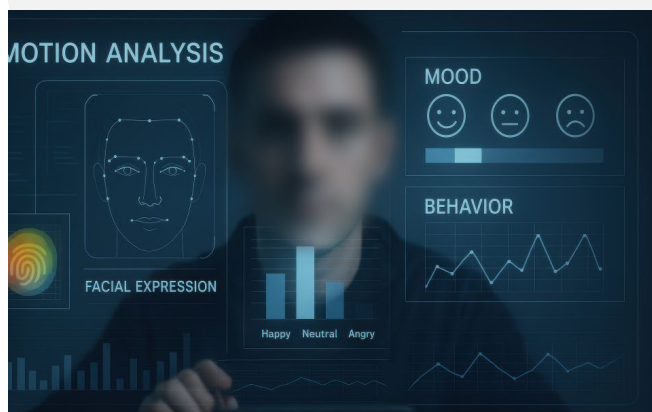 MOTION ANALYSIS
MOOD
BEHAVIOR
FACIAL EXPRESSION
Happy Neutral Angry